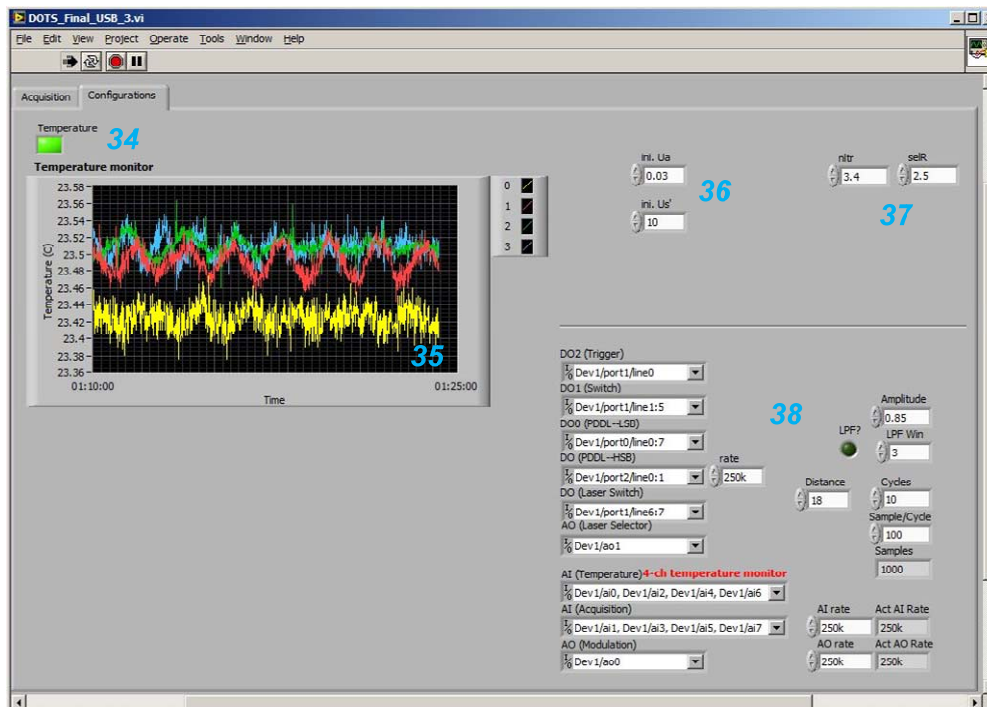 DOTS_Final_USB_3.vi
File Edit View Project Operate Tools Window Help
Acquisition Configurations
Temperature
34
Temperature monitor
23.58
23.56
23.54
23.52
23.5
23.48
23.46
23.44
23.42
23.4
23.38
23.36
Temperature (C)
01:10:00
01:25:00
Time
35
0
1
2
3
ini. Ua
0.03
ini. Us'
10
36
nItr
3.4
selR
2.5
37
DO2 (Trigger)
Dev1/port1/line0
DO1 (Switch)
Dev1/port1/line1:5
DO0 (PDDL--LSB)
Dev1/port0/line0:7
DO (PDDL--HSB)
Dev1/port2/line0:1
rate
250k
DO (Laser Switch)
Dev1/port1/line6:7
AO (Laser Selector)
Dev1/ao1
38
LPF?
Amplitude
0.85
LPF Win
3
Distance
18
Cycles
10
Sample/Cycle
100
Samples
1000
AI (Temperature) 4-ch temperature monitor
Dev1/ai0, Dev1/ai2, Dev1/ai4, Dev1/ai6
AI (Acquisition)
Dev1/ai1, Dev1/ai3, Dev1/ai5, Dev1/ai7
AO (Modulation)
Dev1/ao0
AI rate
250k
Act AI Rate
250k
AO rate
250k
Act AO Rate
250k